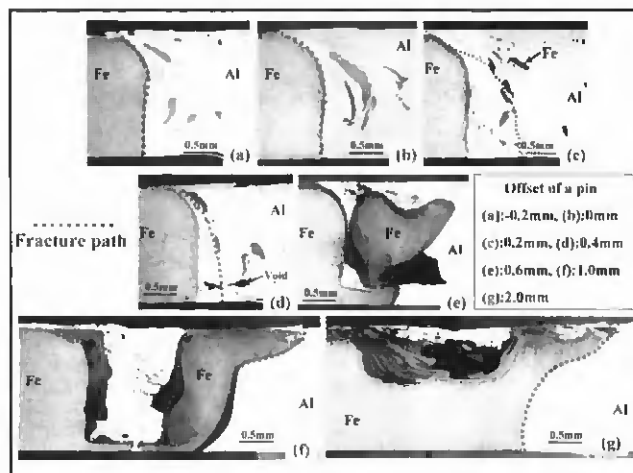 Fe
Al
0.5mm
(a)
Fe
Al
0.5mm
(b)
Fe
Al
0.5mm
(c)
Fracture path
Fe
Al
Void
0.5mm
(d)
Fe
Al
0.5mm
(e)
Offset of a pin
(a):-0.2mm, (b):0mm
(c):0.2mm, (d):0.4mm
(e):0.6mm, (f):1.0mm
(g):2.0mm
Fe
Fe
Al
0.5mm
(f)
Fe
Al
0.5mm
(g)